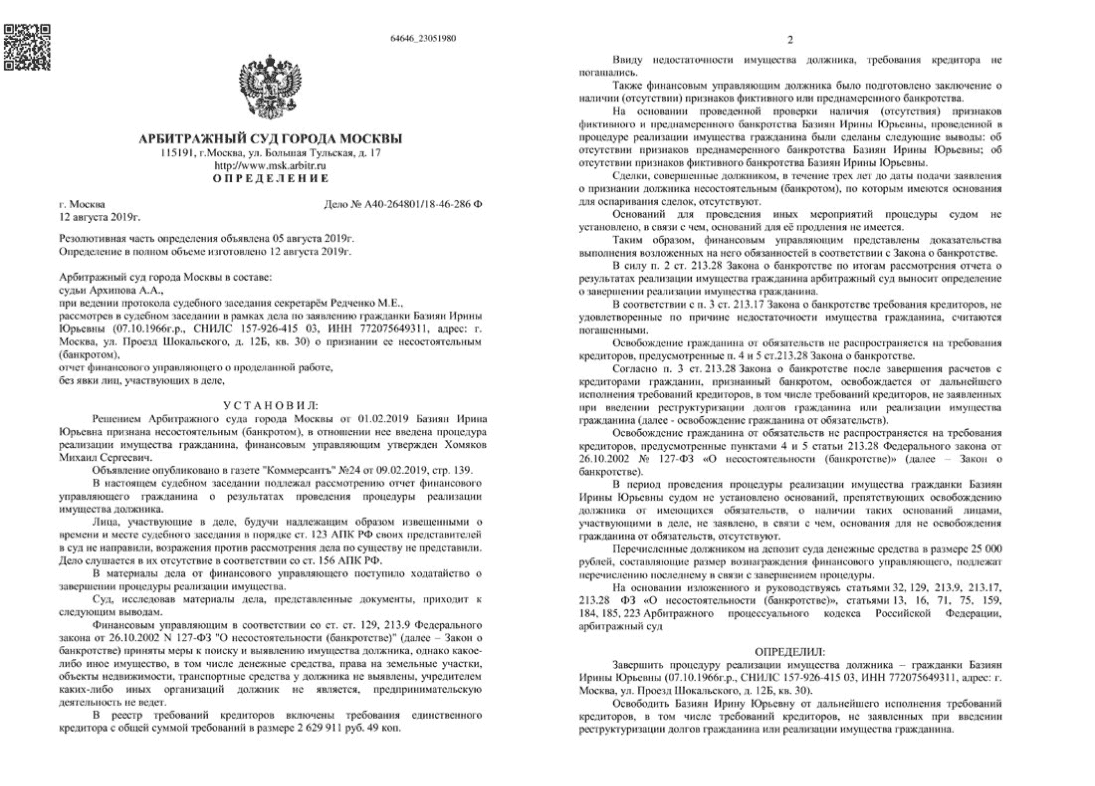 64646_23051980
АРБИТРАЖНЫЙ СУД ГОРОДА МОСКВЫ
115191, г.Москва, ул. Большая Тульская, д. 17
http://www.msk.arbitr.ru
О П Р Е Д Е Л Е Н И Е
г. Москва Дело № А40-264801/18-46-286 Ф
12 августа 2019г.
Резолютивная часть определения объявлена 05 августа 2019г.
Определение в полном объеме изготовлено 12 августа 2019г.
Арбитражный суд города Москвы в составе:
судьи Архипова А.А.,
при ведении протокола судебного заседания секретарём Редченко М.Е.,
рассмотрев в судебном заседании в рамках дела по заявлению гражданки Базиян Ирины
Юрьевны (07.10.1966г.р., СНИЛС 157-926-415 03, ИНН 772075649311, адрес: г.
Москва, ул. Проезд Шокальского, д. 12Б, кв. 30) о признании ее несостоятельным
(банкротом),
отчет финансового управляющего о проделанной работе,
без явки лиц, участвующих в деле,
У С Т А Н О В И Л:
Решением Арбитражного суда города Москвы от 01.02.2019 Базиян Ирина
Юрьевна признана несостоятельным (банкротом), в отношении нее введена процедура
реализации имущества гражданина, финансовым управляющим утвержден Хомяков
Михаил Сергеевич.
Объявление опубликовано в газете "Коммерсантъ" №24 от 09.02.2019, стр. 139.
В настоящем судебном заседании подлежал рассмотрению отчет финансового
управляющего гражданина о результатах проведения процедуры реализации
имущества должника.
Лица, участвующие в деле, будучи надлежащим образом извещенными о
времени и месте судебного заседания в порядке ст. 123 АПК РФ своих представителей
в суд не направили, возражения против рассмотрения дела по существу не представили.
Дело слушается в их отсутствие в соответствии со ст. 156 АПК РФ.
В материалы дела от финансового управляющего поступило ходатайство о
завершении процедуры реализации имущества.
Суд, исследовав материалы дела, представленные документы, приходит к
следующим выводам.
Финансовым управляющим в соответствии со ст. ст. 129, 213.9 Федерального
закона от 26.10.2002 N 127-ФЗ "О несостоятельности (банкротстве)" (далее – Закон о
банкротстве) приняты меры к поиску и выявлению имущества должника, однако какое-
либо иное имущество, в том числе денежные средства, права на земельные участки,
объекты недвижимости, транспортные средства у должника не выявлены, учредителем
каких-либо иных организаций должник не является, предпринимательскую
деятельность не ведет.
В реестр требований кредиторов включены требования единственного
кредитора с общей суммой требований в размере 2 629 911 руб. 49 коп.
2
Ввиду недостаточности имущества должника, требования кредитора не
погашались.
Также финансовым управляющим должника было подготовлено заключение о
наличии (отсутствии) признаков фиктивного или преднамеренного банкротства.
На основании проведенной проверки наличия (отсутствия) признаков
фиктивного и преднамеренного банкротства Базиян Ирины Юрьевны, проведенной в
процедуре реализации имущества гражданина были сделаны следующие выводы: об
отсутствии признаков преднамеренного банкротства Базиян Ирины Юрьевны; об
отсутствии признаков фиктивного банкротства Базиян Ирины Юрьевны.
Сделки, совершенные должником, в течение трех лет до даты подачи заявления
о признании должника несостоятельным (банкротом), по которым имеются основания
для оспаривания сделок, отсутствуют.
Оснований для проведения иных мероприятий процедуры судом не
установлено, в связи с чем, оснований для её продления не имеется.
Таким образом, финансовым управляющим представлены доказательства
выполнения возложенных на него обязанностей в соответствии с Закона о банкротстве.
В силу п. 2 ст. 213.28 Закона о банкротстве по итогам рассмотрения отчета о
результатах реализации имущества гражданина арбитражный суд выносит определение
о завершении реализации имущества гражданина.
В соответствии с п. 3 ст. 213.17 Закона о банкротстве требования кредиторов, не
удовлетворенные по причине недостаточности имущества гражданина, считаются
погашенными.
Освобождение гражданина от обязательств не распространяется на требования
кредиторов, предусмотренные п. 4 и 5 ст.213.28 Закона о банкротстве.
Согласно п. 3 ст. 213.28 Закона о банкротстве после завершения расчетов с
кредиторами гражданин, признанный банкротом, освобождается от дальнейшего
исполнения требований кредиторов, в том числе требований кредиторов, не заявленных
при введении реструктуризации долгов гражданина или реализации имущества
гражданина (далее - освобождение гражданина от обязательств).
Освобождение гражданина от обязательств не распространяется на требования
кредиторов, предусмотренные пунктами 4 и 5 статьи 213.28 Федерального закона от
26.10.2002 № 127-ФЗ «О несостоятельности (банкротстве)» (далее – Закон о
банкротстве).
В период проведения процедуры реализации имущества гражданки Базиян
Ирины Юрьевны судом не установлено оснований, препятствующих освобождению
должника от имеющихся обязательств, о наличии таких оснований лицами,
участвующими в деле, не заявлено, в связи с чем, основания для не освобождения
гражданина от обязательств, отсутствуют.
Перечисленные должником на депозит суда денежные средства в размере 25 000
рублей, составляющие размер вознаграждения финансового управляющего, подлежат
перечислению последнему в связи с завершением процедуры.
На основании изложенного и руководствуясь статьями 32, 129, 213.9, 213.17,
213.28 ФЗ «О несостоятельности (банкротстве)», статьями 13, 16, 71, 75, 159,
184, 185, 223 Арбитражного процессуального кодекса Российской Федерации,
арбитражный суд
ОПРЕДЕЛИЛ:
Завершить процедуру реализации имущества должника – гражданки Базиян
Ирины Юрьевны (07.10.1966г.р., СНИЛС 157-926-415 03, ИНН 772075649311, адрес: г.
Москва, ул. Проезд Шокальского, д. 12Б, кв. 30).
Освободить Базиян Ирину Юрьевну от дальнейшего исполнения требований
кредиторов, в том числе требований кредиторов, не заявленных при введении
реструктуризации долгов гражданина или реализации имущества гражданина.